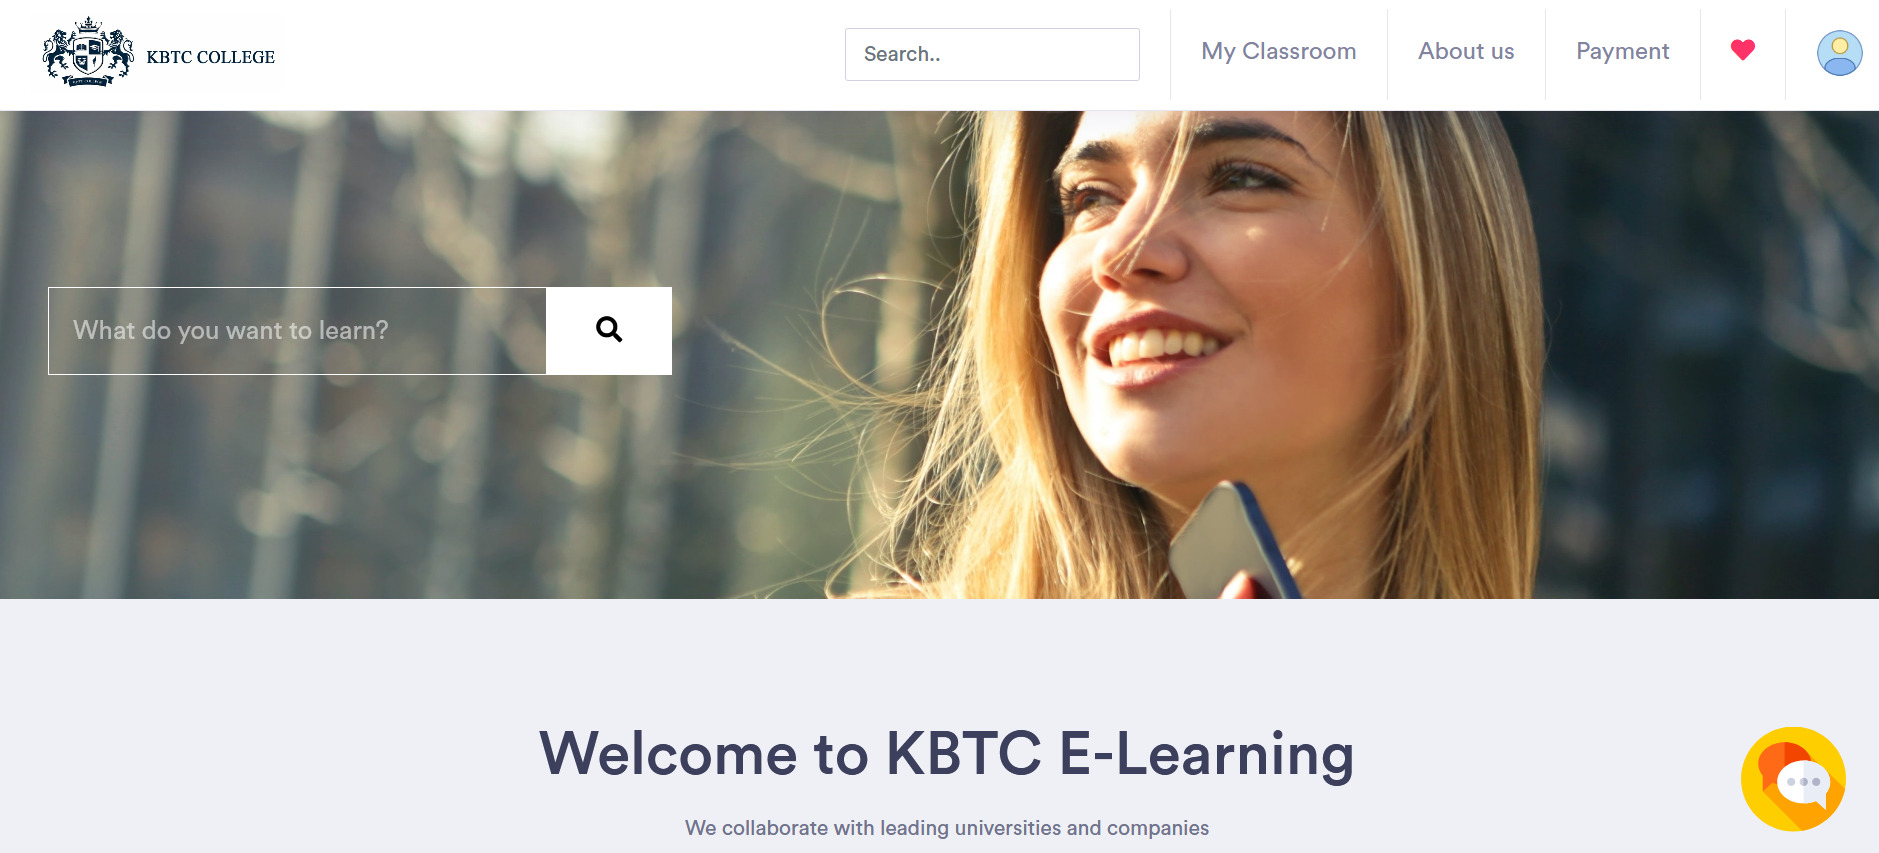 KBTC COLLEGE
Search..
My Classroom
About us
Payment
What do you want to learn?
Welcome to KBTC E-Learning
We collaborate with leading universities and companies